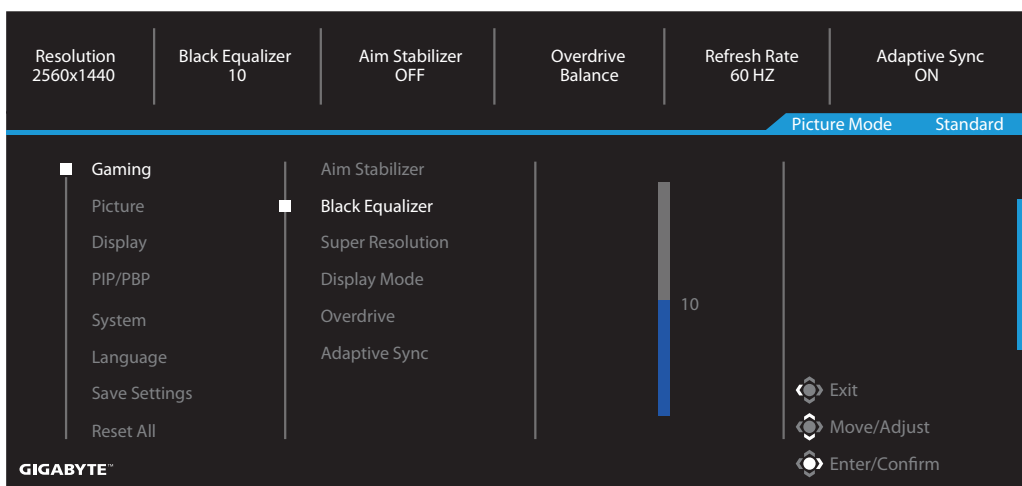 Resolution
2560x1440
Black Equalizer
10
Aim Stabilizer
OFF
Overdrive
Balance
Refresh Rate
60 HZ
Adaptive Sync
ON
Picture Mode Standard
Gaming
Picture
Display
PIP/PBP
System
Language
Save Settings
Reset All
Aim Stabilizer
Black Equalizer
Super Resolution
Display Mode
Overdrive
Adaptive Sync
10
Exit
Move/Adjust
Enter/Confirm
GIGABYTE™